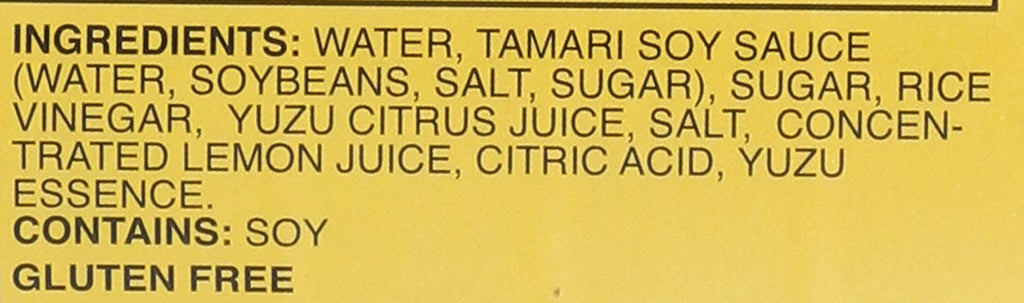 INGREDIENTS: WATER, TAMARI SOY SAUCE
(WATER, SOYBEANS, SALT, SUGAR), SUGAR, RICE
VINEGAR, YUZU CITRUS JUICE, SALT, CONCEN-
TRATED LEMON JUICE, CITRIC ACID, YUZU
ESSENCE.
CONTAINS: SOY
GLUTEN FREE